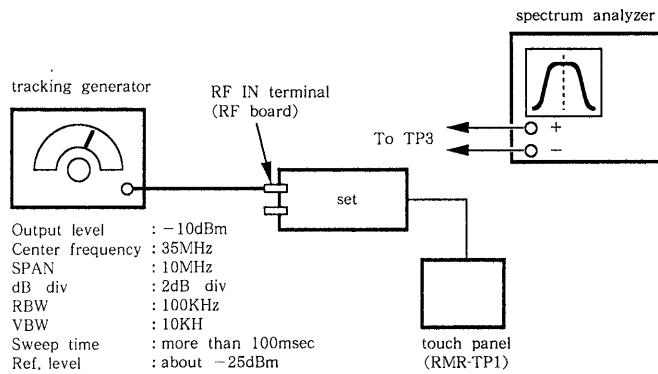 spectrum analyzer
tracking generator
RF IN terminal
(RF board)
To TP3
+
−
set
Output level : −10dBm
Center frequency : 35MHz
SPAN : 10MHz
dB div : 2dB div
RBW : 100KHz
VBW : 10KH
Sweep time : more than 100msec
Ref, level : about −25dBm
touch panel
(RMR-TP1)